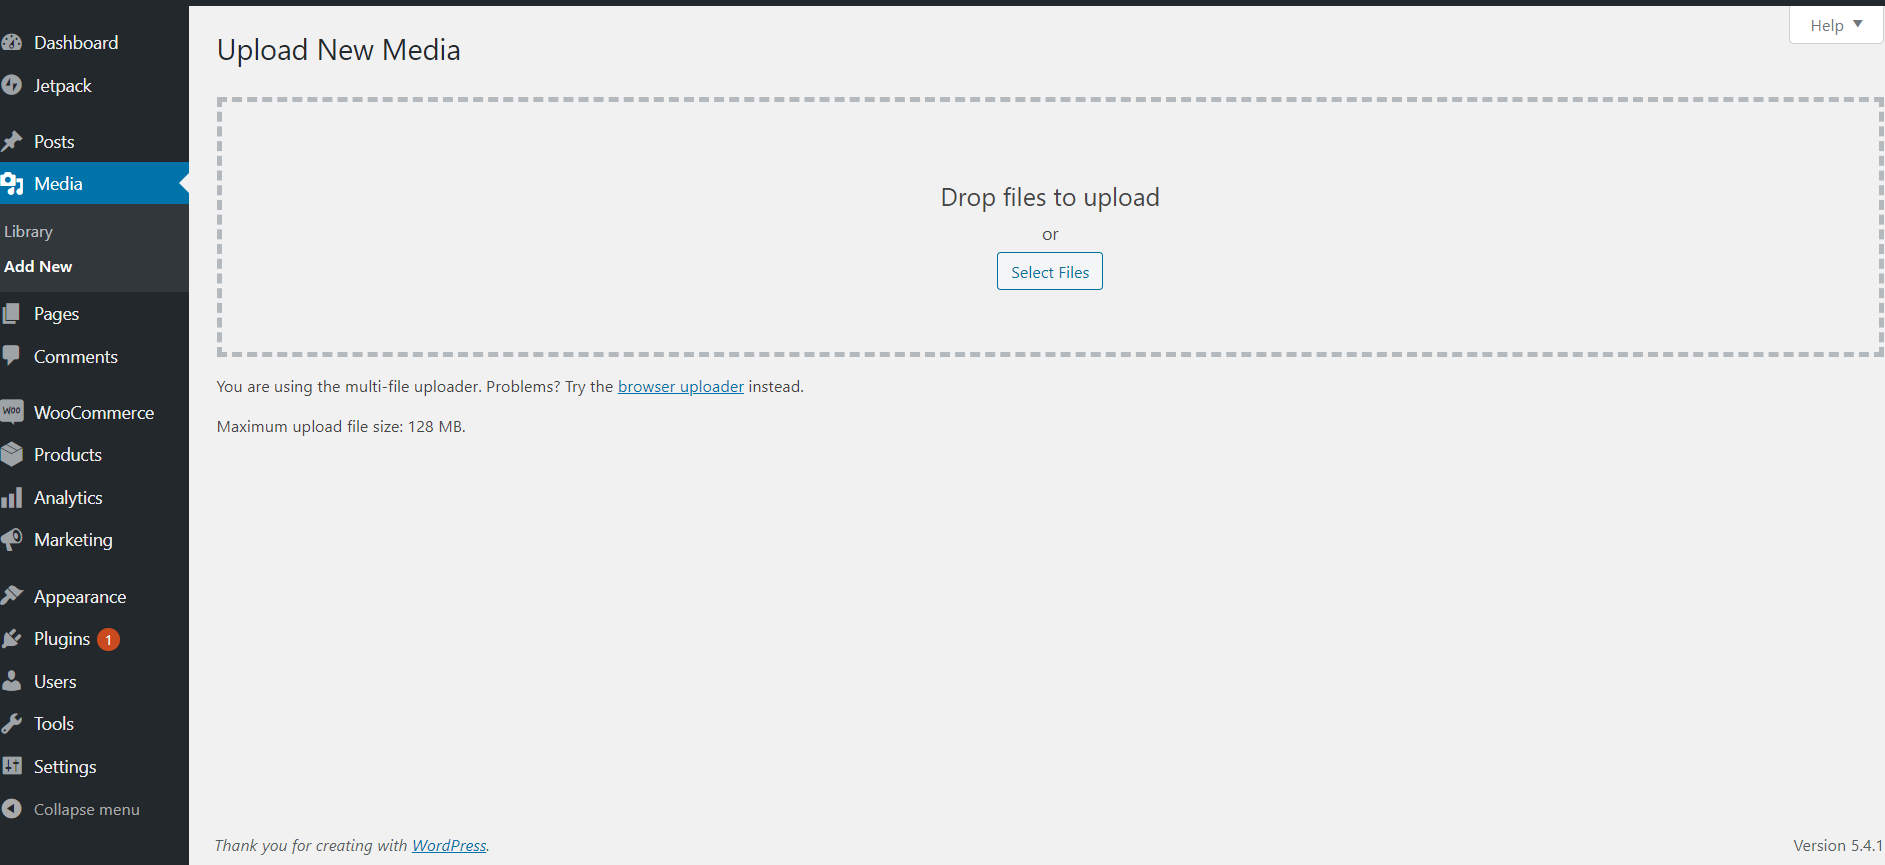 Dashboard
Jetpack
Posts
Media
Library
Add New
Pages
Comments
Woo WooCommerce
Products
Analytics
Marketing
Appearance
Plugins 1
Users
Tools
Settings
Collapse menu
Help
Upload New Media
Drop files to upload
or
Select Files
You are using the multi-file uploader. Problems? Try the browser uploader instead.
Maximum upload file size: 128 MB.
Thank you for creating with WordPress.
Version 5.4.1